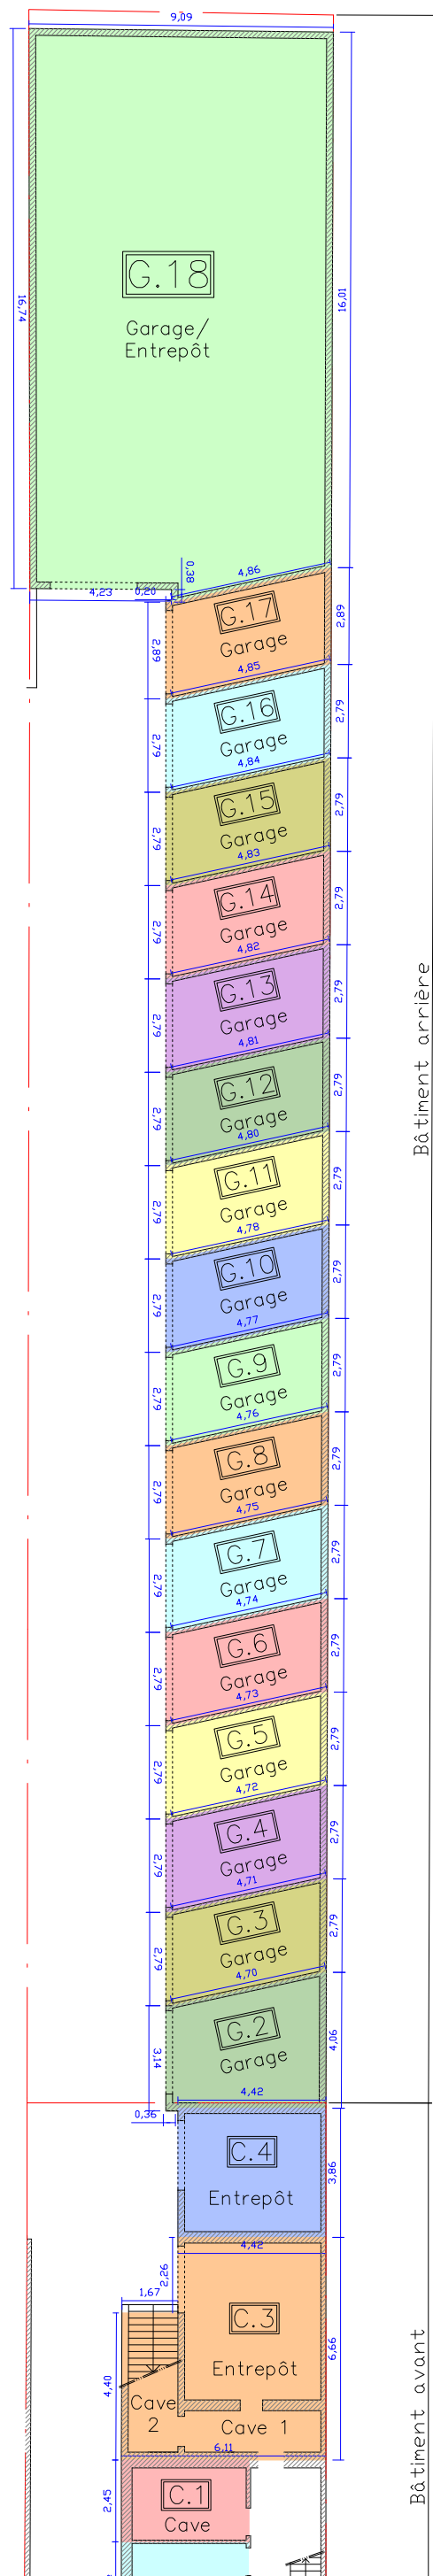 9,09
G.18
Garage/
Entrepôt
16,74
16,01
4,23
0,20
0,38
4,86
G.17
Garage
4,85
2,89
2,89
G.16
Garage
4,84
2,79
2,79
G.15
Garage
4,83
2,79
2,79
G.14
Garage
4,82
2,79
2,79
G.13
Garage
4,81
2,79
2,79
Bâtiment arrière
G.12
Garage
4,80
2,79
2,79
G.11
Garage
4,78
2,79
2,79
G.10
Garage
4,77
2,79
2,79
G.9
Garage
4,76
2,79
2,79
G.8
Garage
4,75
2,79
2,79
G.7
Garage
4,74
2,79
2,79
G.6
Garage
4,73
2,79
2,79
G.5
Garage
4,72
2,79
2,79
G.4
Garage
4,71
2,79
2,79
G.3
Garage
4,70
2,79
2,79
G.2
Garage
3,14
4,06
4,42
0,36
C.4
Entrepôt
3,86
4,42
2,26
1,67
C.3
Entrepôt
6,66
4,40
Cave
2
Cave 1
6,11
Bâtiment avant
C.1
Cave
2,45